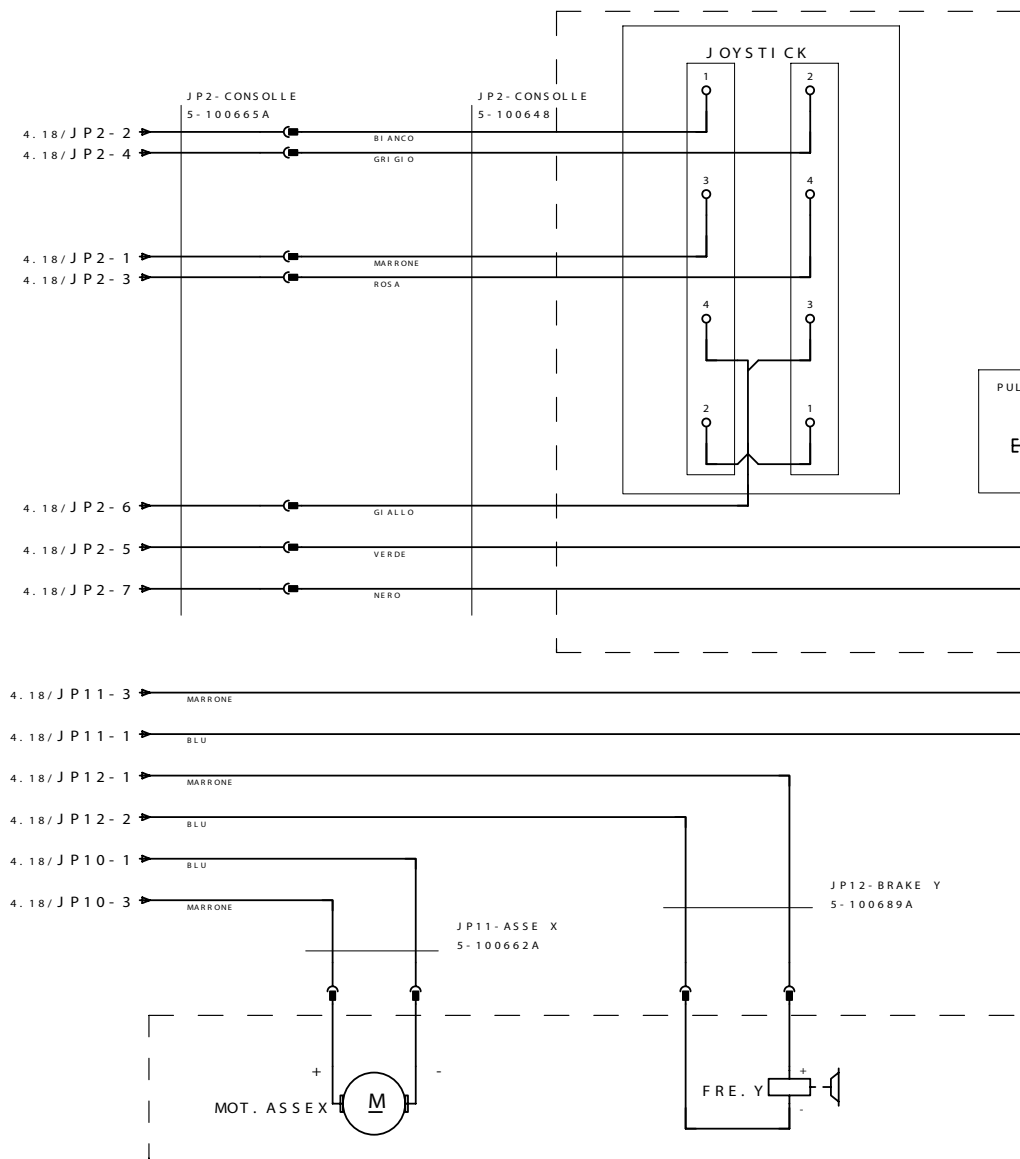 JOYSTICK
1 2
JP2-CONSOLLE JP2-CONSOLLE
5-100665A 5-100648
4.18/JP2-2 BIANCO
4.18/JP2-4 GRIGIO
3 4
4.18/JP2-1 MARRONE
4.18/JP2-3 ROSA
4 3
PUL
2 1
E
4.18/JP2-6 GIALLO
4.18/JP2-5 VERDE
4.18/JP2-7 NERO
4.18/JP11-3 MARRONE
4.18/JP11-1 BLU
4.18/JP12-1 MARRONE
4.18/JP12-2 BLU
4.18/JP10-1 BLU
4.18/JP10-3 MARRONE
JP12-BRAKE Y
5-100689A
JP11-ASSE X
5-100662A
+ - +
MOT. ASSEX M FRE. Y
-